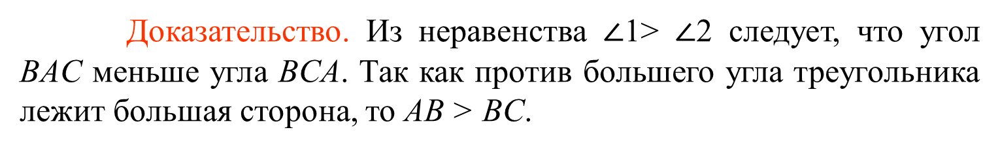 Доказательство. Из неравенства ∠1> ∠2 следует, что угол
BAC меньше угла BCA. Так как против большего угла треугольника
лежит большая сторона, то AB > BC.